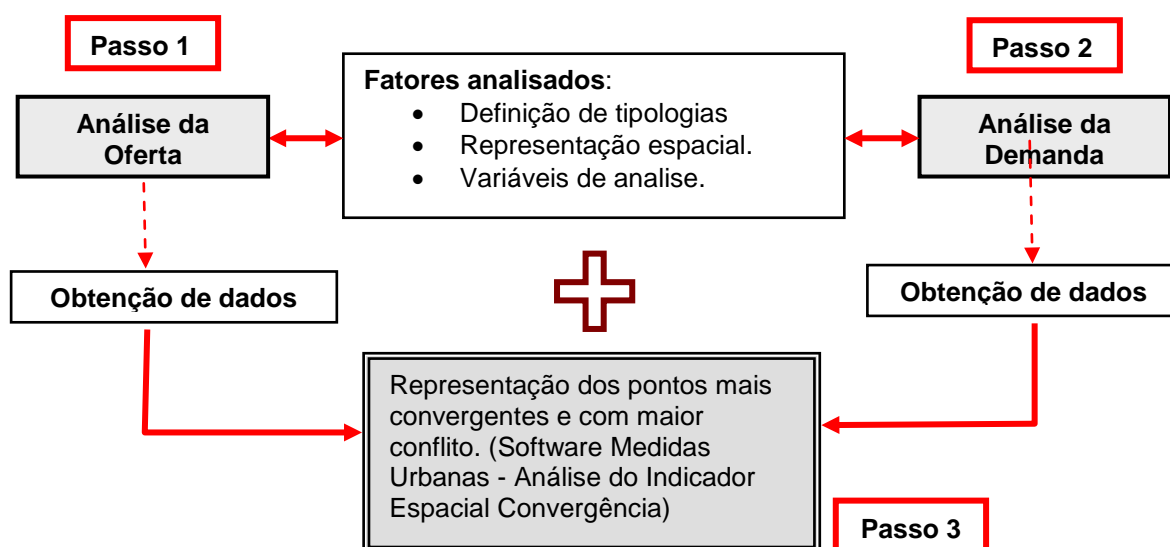 Passo 1
Passo 2
Fatores analisados:
• Definição de tipologias
• Representação espacial.
• Variáveis de analise.
Análise da
Oferta
Análise da
Demanda
Obtenção de dados
Obtenção de dados
Representação dos pontos mais
convergentes e com maior
conflito. (Software Medidas
Urbanas - Análise do Indicador
Espacial Convergência)
Passo 3